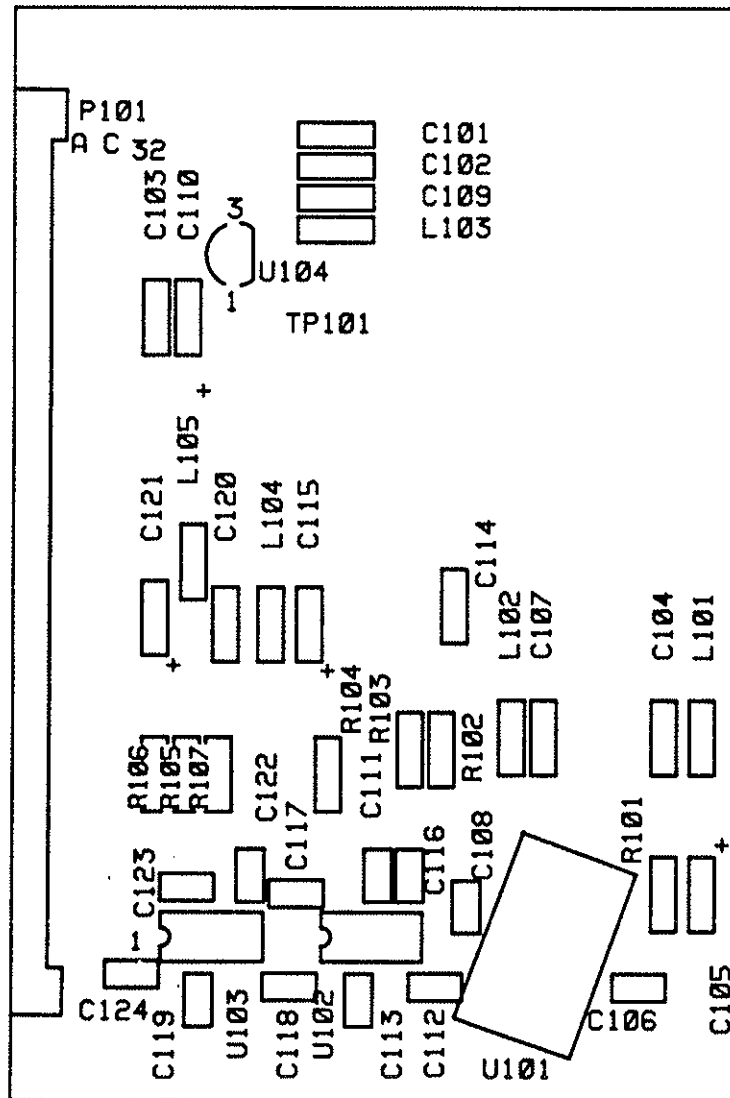 P101
A C 32
C101
C102
C109
L103
C103
C110
3
U104
1
TP101
+
L105
C121
C120
L104
C115
C114
L102
C107
C104
L101
+
+
R104
R103
R102
R106
R105
R107
C122
C111
C117
C116
C108
R101
+
C123
1
C124
C119
U103
C118
U102
C113
C112
U101
C106
C105